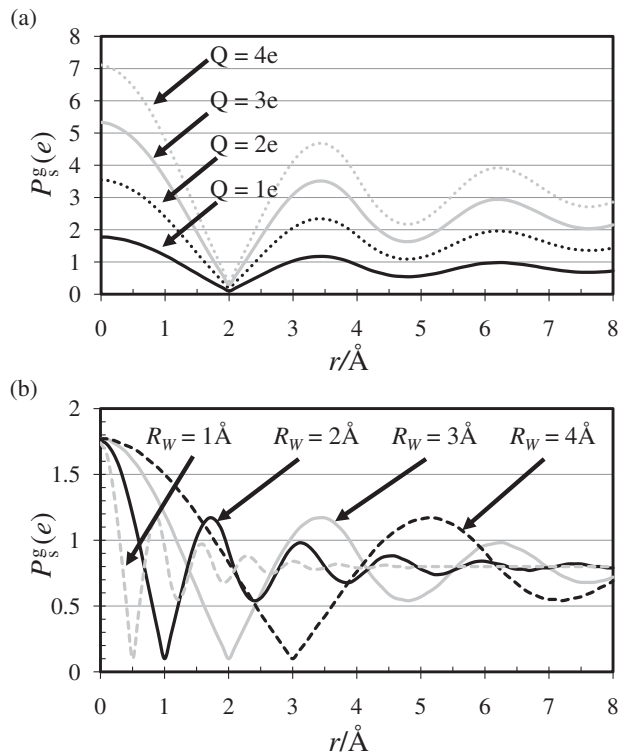 (a)
8
7
6
5
4
3
2
1
0
P_s^g(e)
Q = 4e
Q = 3e
Q = 2e
Q = 1e
0 1 2 3 4 5 6 7 8
r/Å
(b)
2
1.5
1
0.5
0
P_s^g(e)
R_W = 1Å R_W = 2Å R_W = 3Å R_W = 4Å
0 1 2 3 4 5 6 7 8
r/Å